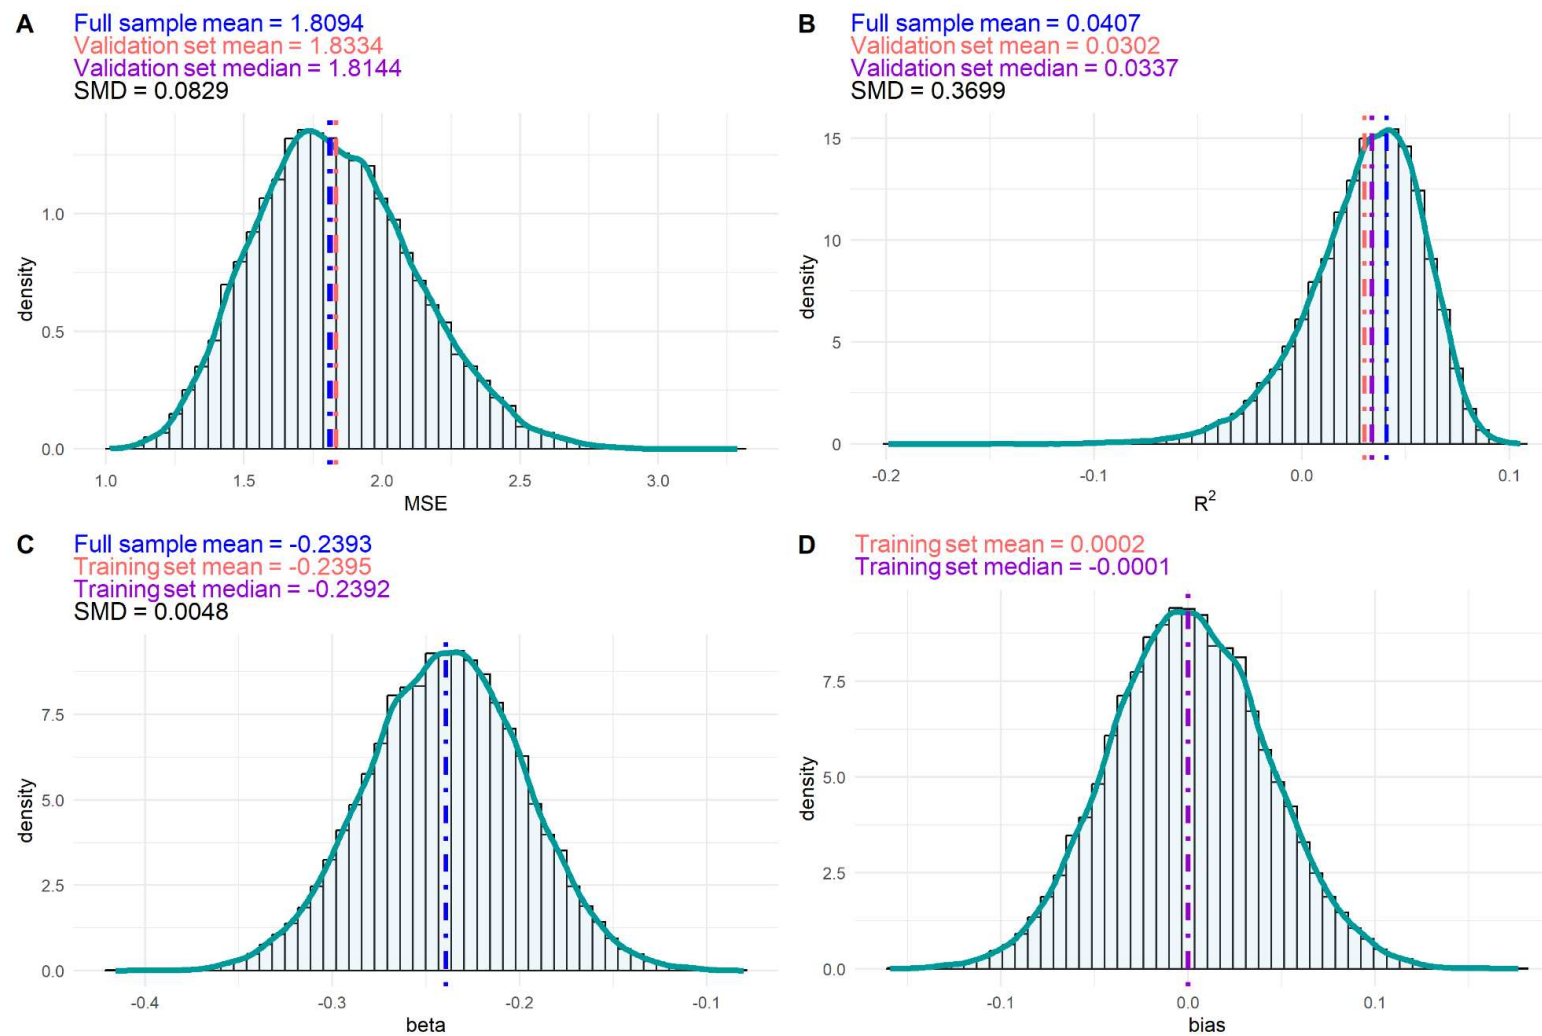 A
Full sample mean = 1.8094
Validation set mean = 1.8334
Validation set median = 1.8144
SMD = 0.0829
density
1.0
0.5
0.0
1.0 1.5 2.0 2.5 3.0
MSE
B
Full sample mean = 0.0407
Validation set mean = 0.0302
Validation set median = 0.0337
SMD = 0.3699
density
15
10
5
0
-0.2 -0.1 0.0 0.1
R²
C
Full sample mean = -0.2393
Training set mean = -0.2395
Training set median = -0.2392
SMD = 0.0048
density
7.5
5.0
2.5
0.0
-0.4 -0.3 -0.2 -0.1
beta
D
Training set mean = 0.0002
Training set median = -0.0001
density
7.5
5.0
2.5
0.0
-0.1 0.0 0.1
bias